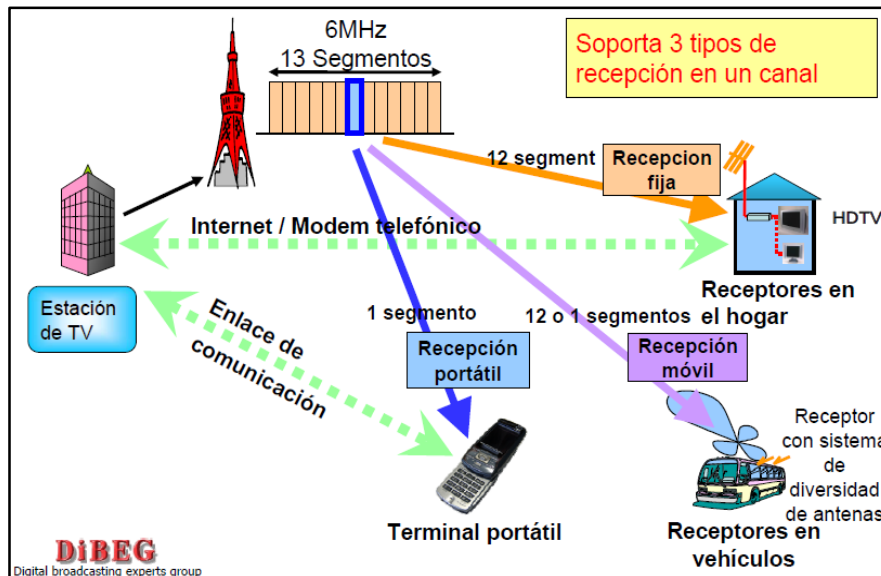 6MHz
13 Segmentos
Soporta 3 tipos de
recepción en un canal
12 segment
Recepcion
fija
HDTV
Internet / Modem telefónico
Receptores en
el hogar
Estación
de TV
Enlace de
comunicación
1 segmento
12 o 1 segmentos
Recepción
portátil
Recepción
móvil
Receptor
con sistema
de
diversidad
de antenas
Terminal portátil
Receptores en
vehículos
DiBEG
Digital broadcasting experts group